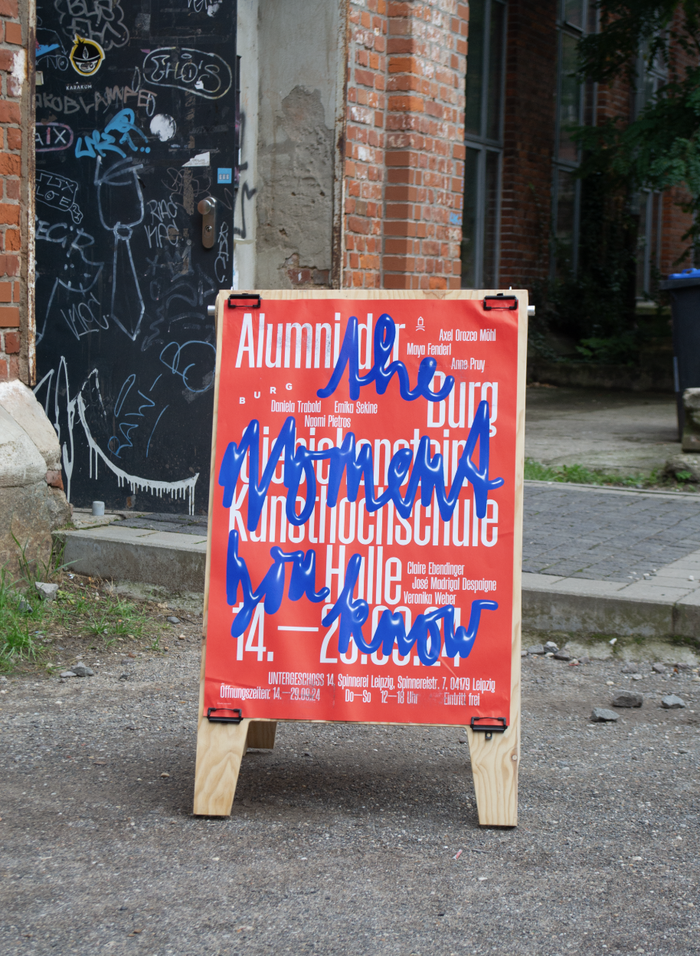 Alumni der
Axel Orozco Mühl
Maya Fenderl
Anne Pruy
the
BURG
Burg
Daniela Trabold Emika Sekine
Naomi Pietros
Giebichenstein
Moment
Kunsthochschule
you
Halle
Claire Ebendinger
José Madrigal Despaigne
Veronika Weber
know
14.—29.09.24
UNTERGESCHOSS 14, Spinnerei Leipzig, Spinnereistr. 7, 04179 Leipzig
Öffnungszeiten: 14.—29.09.24 Do—So 12—18 Uhr Eintritt frei